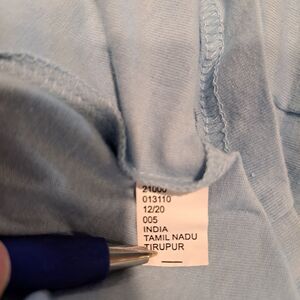 21000
013110
12/20
005
INDIA
TAMIL NADU
TIRUPUR